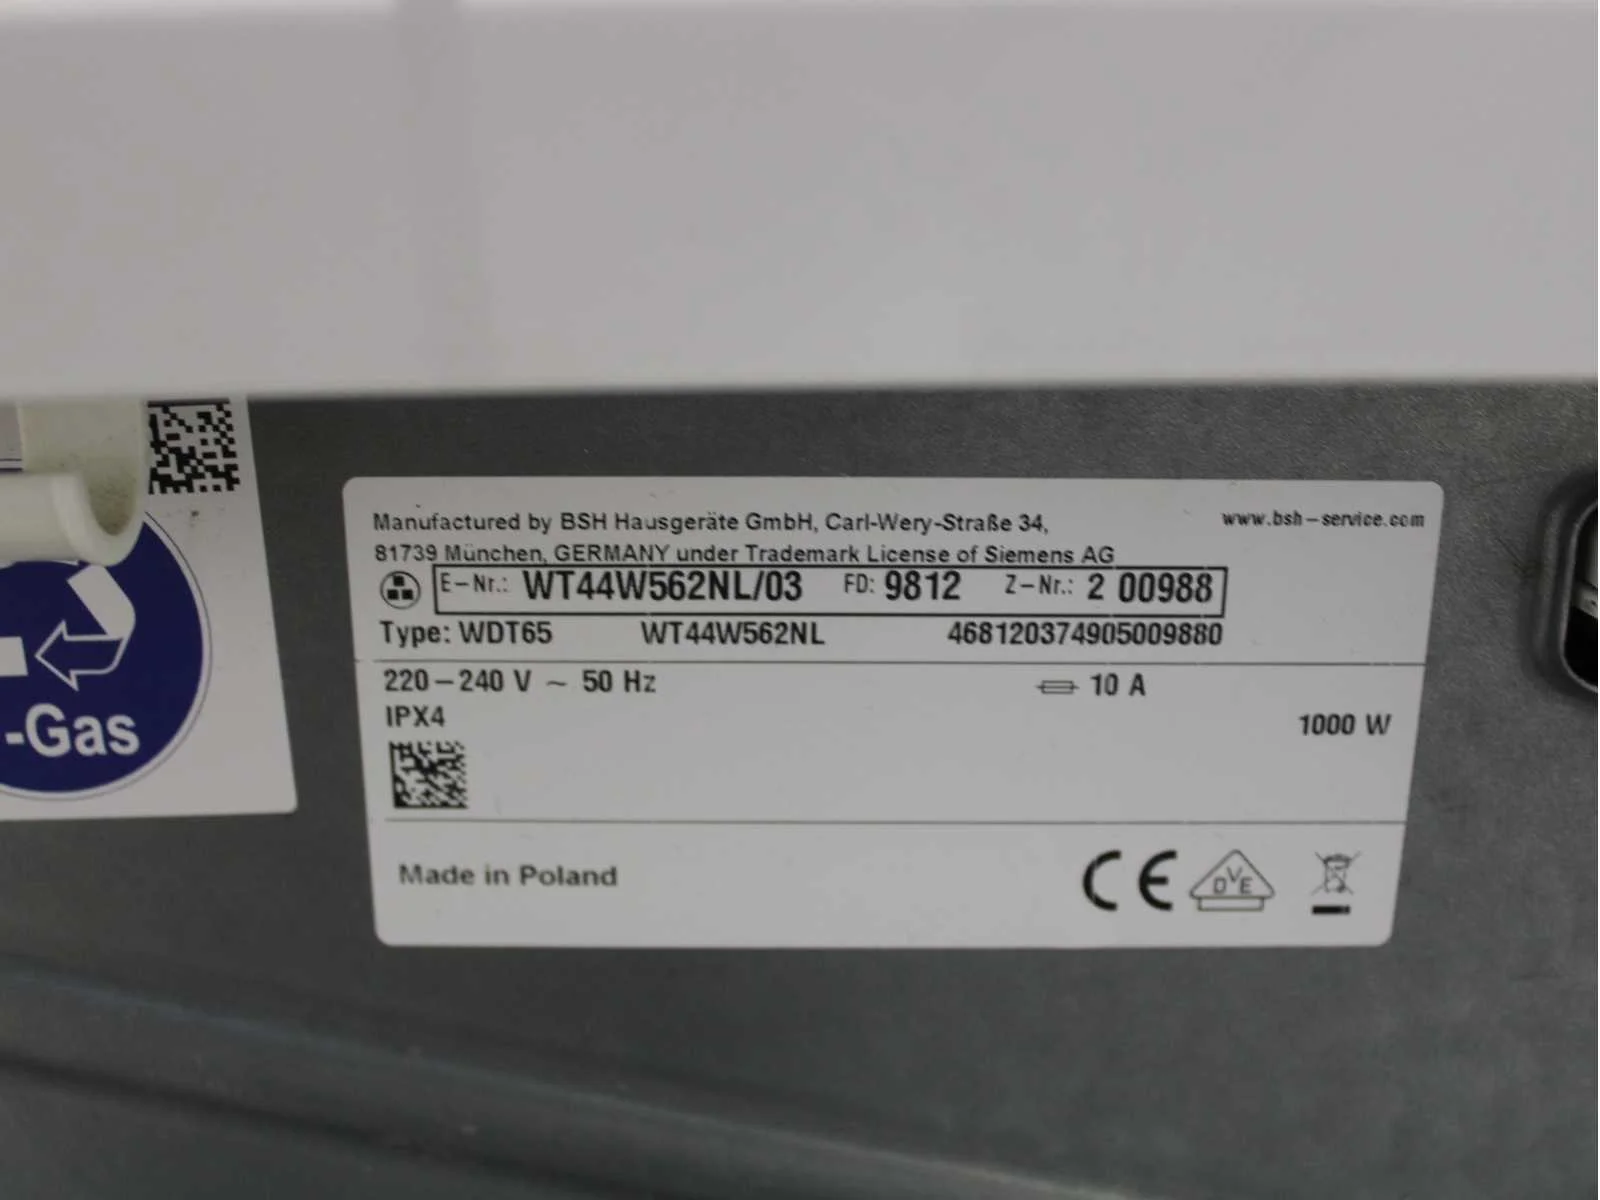 Manufactured by BSH Hausgeräte GmbH, Carl-Wery-Straße 34,
www.bsh-service.com
81739 München, GERMANY under Trademark License of Siemens AG
E-Nr.: WT44W562NL/03 FD: 9812 Z-Nr.: 2 00988
Type: WDT65 WT44W562NL 468120374905009880
220-240 V ~ 50 Hz 10 A
IPX4
1000 W
-Gas
Made in Poland
CE DVE